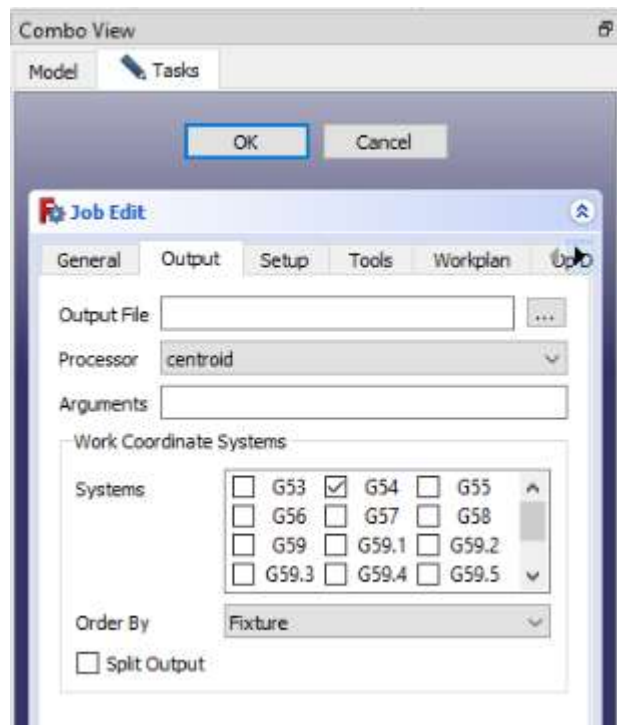 Combo View
Model Tasks
OK Cancel
Job Edit
General Output Setup Tools Workplan
Output File ...
Processor centroid
Arguments
Work Coordinate Systems
Systems G53 G54 G55
G56 G57 G58
G59 G59.1 G59.2
G59.3 G59.4 G59.5
Order By Fixture
Split Output